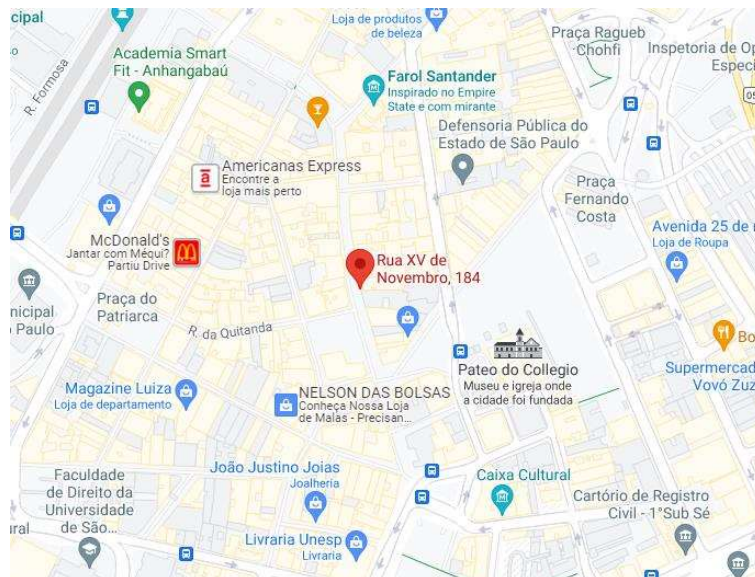 cipal
Loja de produtos
de beleza
Praça Ragueb
Chohfi
Inspetoria de Op
Especi
Academia Smart
Fit - Anhangabaú
R. Formosa
Farol Santander
Inspirado no Empire
State e com mirante
05
Defensoria Pública do
Estado de São Paulo
Americanas Express
Encontre a
loja mais perto
Praça
Fernando
Costa
McDonald's
Jantar com Méqui?
Partiu Drive
Avenida 25 de
Loja de Roupa
Rua XV de
Novembro, 184
nicipal
Paulo
Praça do
Patriarca
R. da Quitanda
Bo
Pateo do Collegio
Museu e igreja onde
a cidade foi fundada
Supermercad
Vovó Zuz
Magazine Luiza
Loja de departamento
NELSON DAS BOLSAS
Conheça Nossa Loja
de Malas - Precisan...
João Justino Joias
Joalheria
Caixa Cultural
Faculdade
de Direito da
Universidade
de São...
Cartório de Registro
Civil - 1°Sub Sé
ural
Livraria Unesp
Livraria